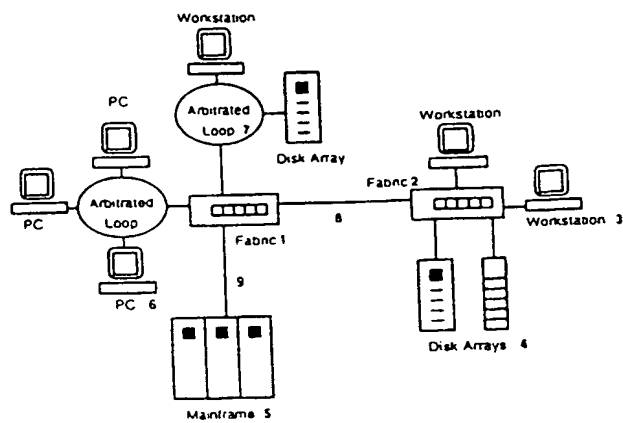 Workstation
PC
Arbitrated
Loop 7
Disk Array
Workstation
Fabric 2
8
Workstation 3
PC
Arbitrated
Loop
Fabric 1
PC 6
9
Disk Arrays 4
Mainframe 5